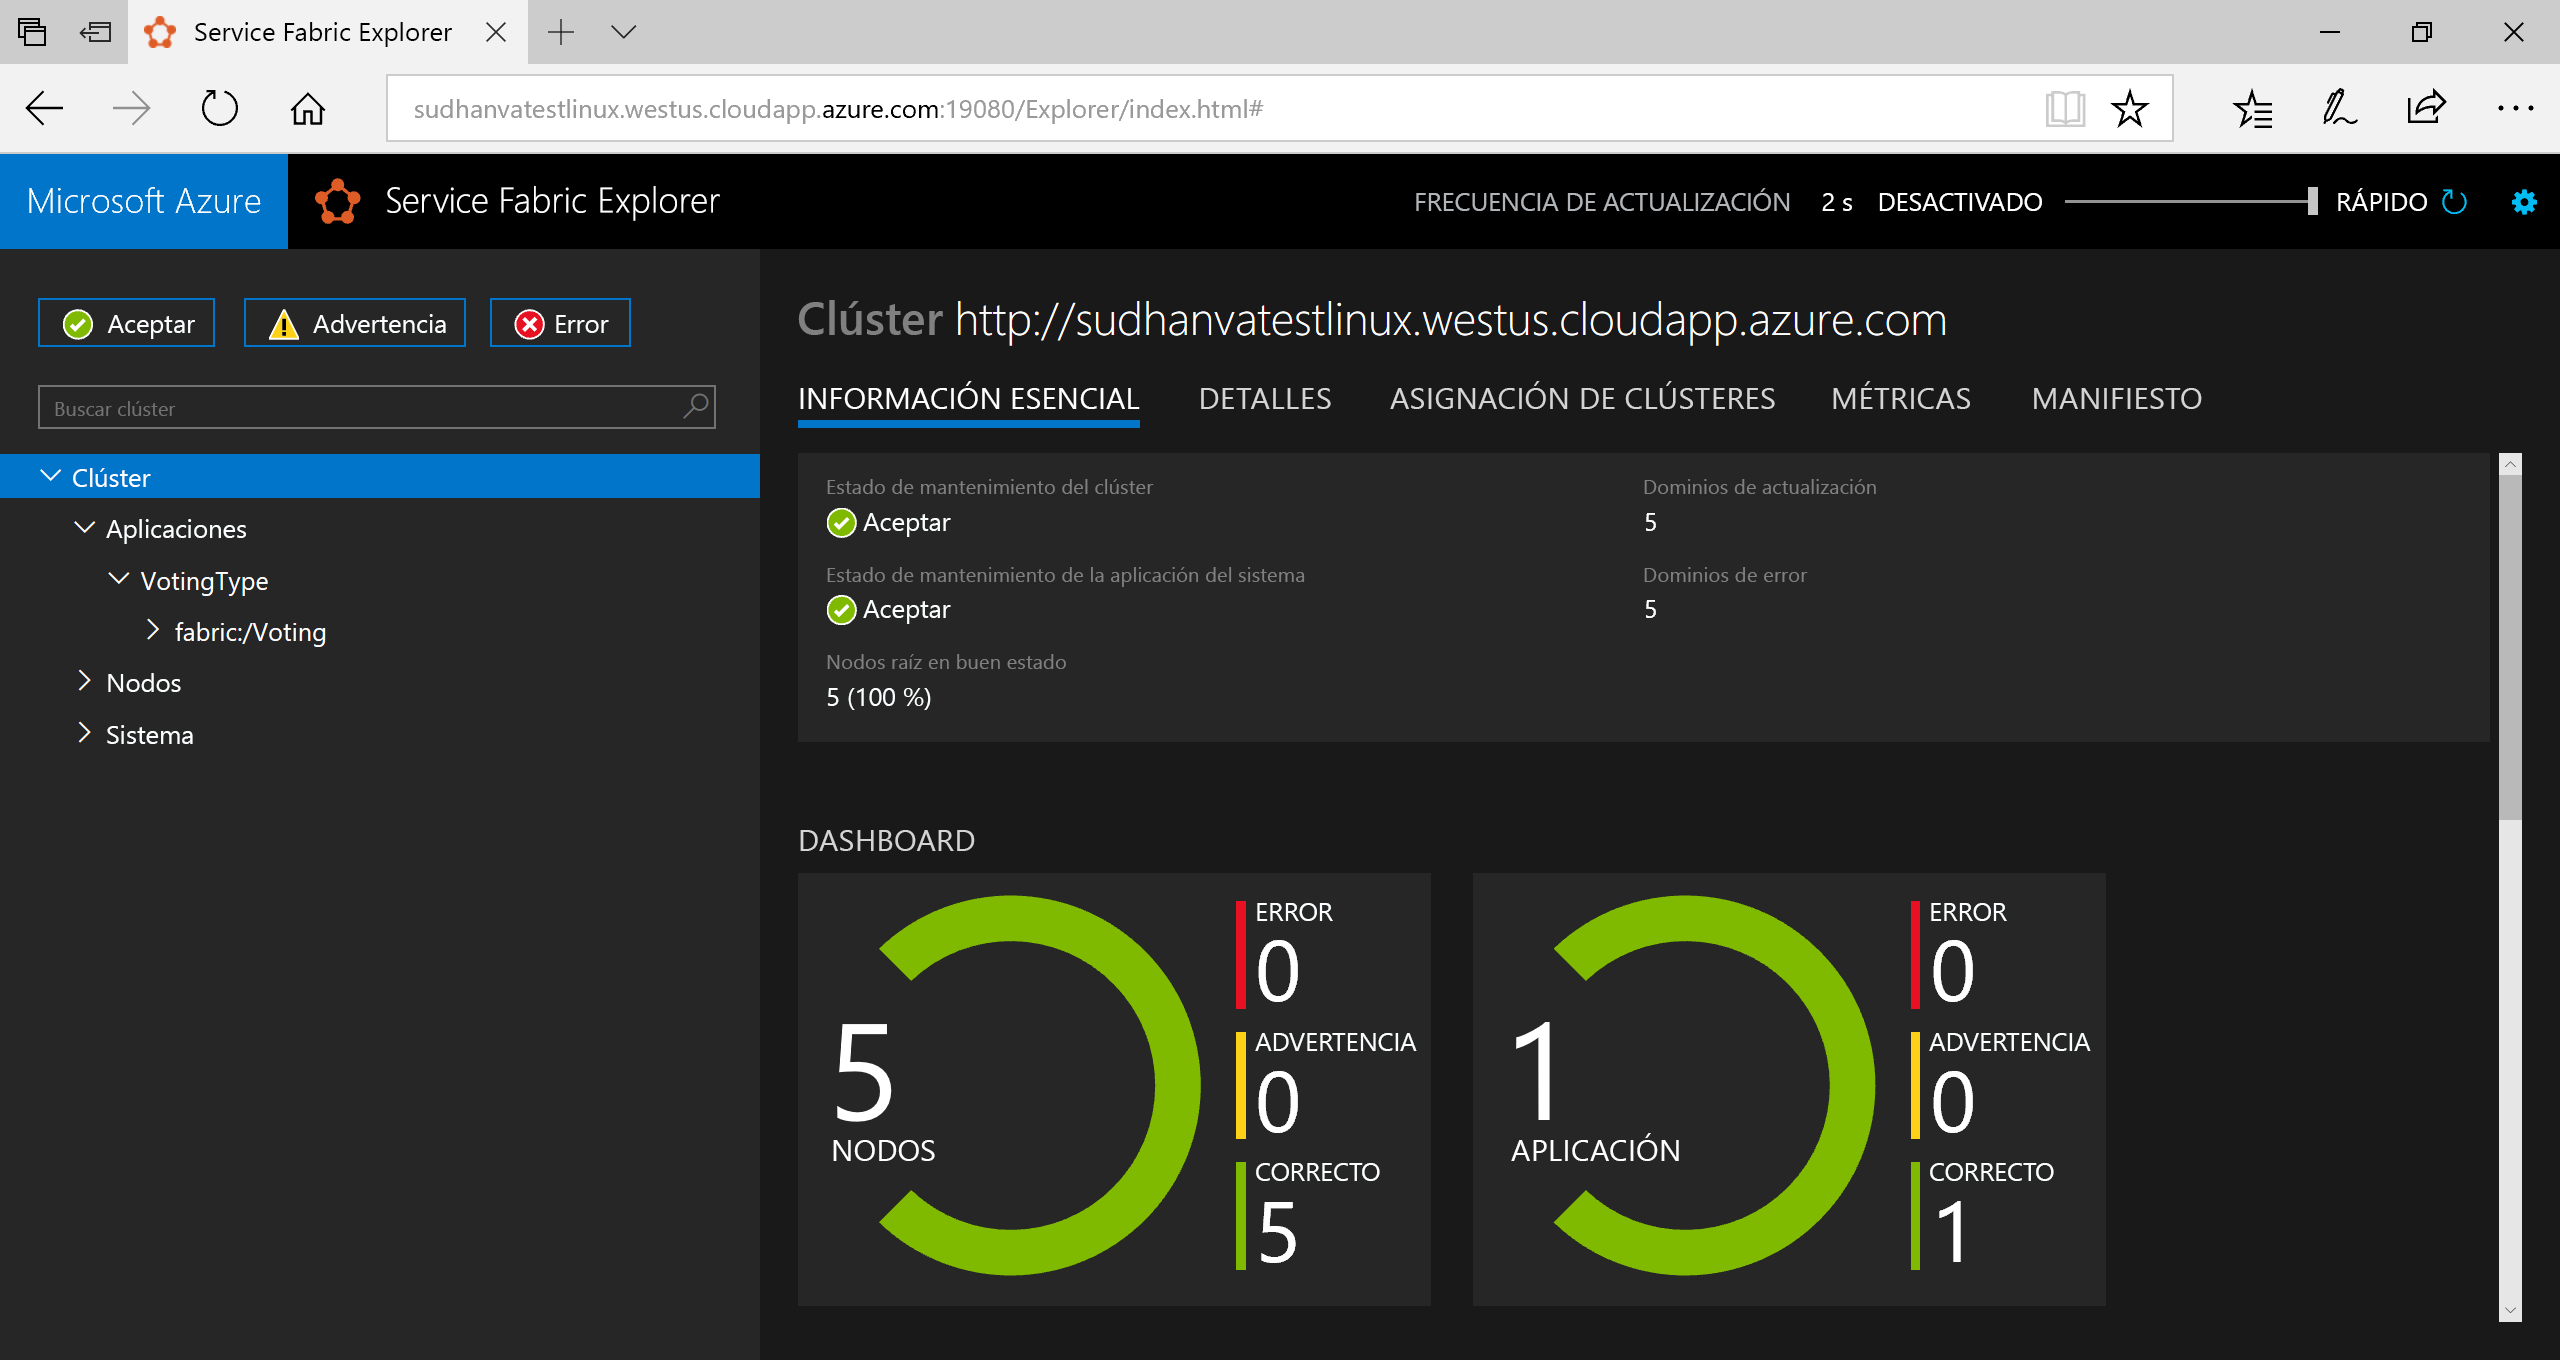 Service Fabric Explorer
sudhanvatestlinux.westus.cloudapp.azure.com:19080/Explorer/index.html#
Microsoft Azure
Service Fabric Explorer
FRECUENCIA DE ACTUALIZACIÓN 2 s DESACTIVADO RÁPIDO
Aceptar
Advertencia
Error
Buscar clúster
Clúster
Aplicaciones
VotingType
fabric:/Voting
Nodos
Sistema
Clúster http://sudhanvatestlinux.westus.cloudapp.azure.com
INFORMACIÓN ESENCIAL DETALLES ASIGNACIÓN DE CLÚSTERES MÉTRICAS MANIFIESTO
Estado de mantenimiento del clúster
Aceptar
Dominios de actualización
5
Estado de mantenimiento de la aplicación del sistema
Aceptar
Dominios de error
5
Nodos raíz en buen estado
5 (100 %)
DASHBOARD
5
NODOS
ERROR
0
ADVERTENCIA
0
CORRECTO
5
1
APLICACIÓN
ERROR
0
ADVERTENCIA
0
CORRECTO
1